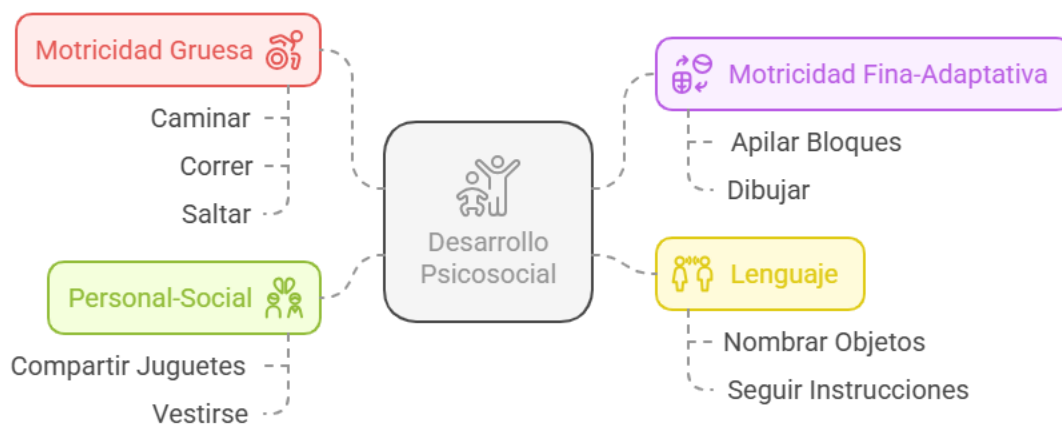 Motricidad Gruesa
Caminar
Correr
Saltar
Personal-Social
Compartir Juguetes
Vestirse
Desarrollo
Psicosocial
Motricidad Fina-Adaptativa
Apilar Bloques
Dibujar
Lenguaje
Nombrar Objetos
Seguir Instrucciones